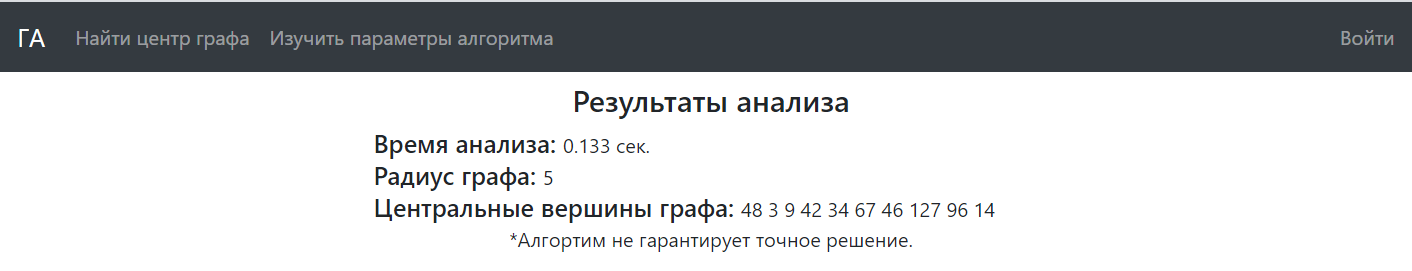 ГА Найти центр графа Изучить параметры алгоритма Войти
Результаты анализа
Время анализа: 0.133 сек.
Радиус графа: 5
Центральные вершины графа: 48 3 9 42 34 67 46 127 96 14
*Алгортим не гарантирует точное решение.